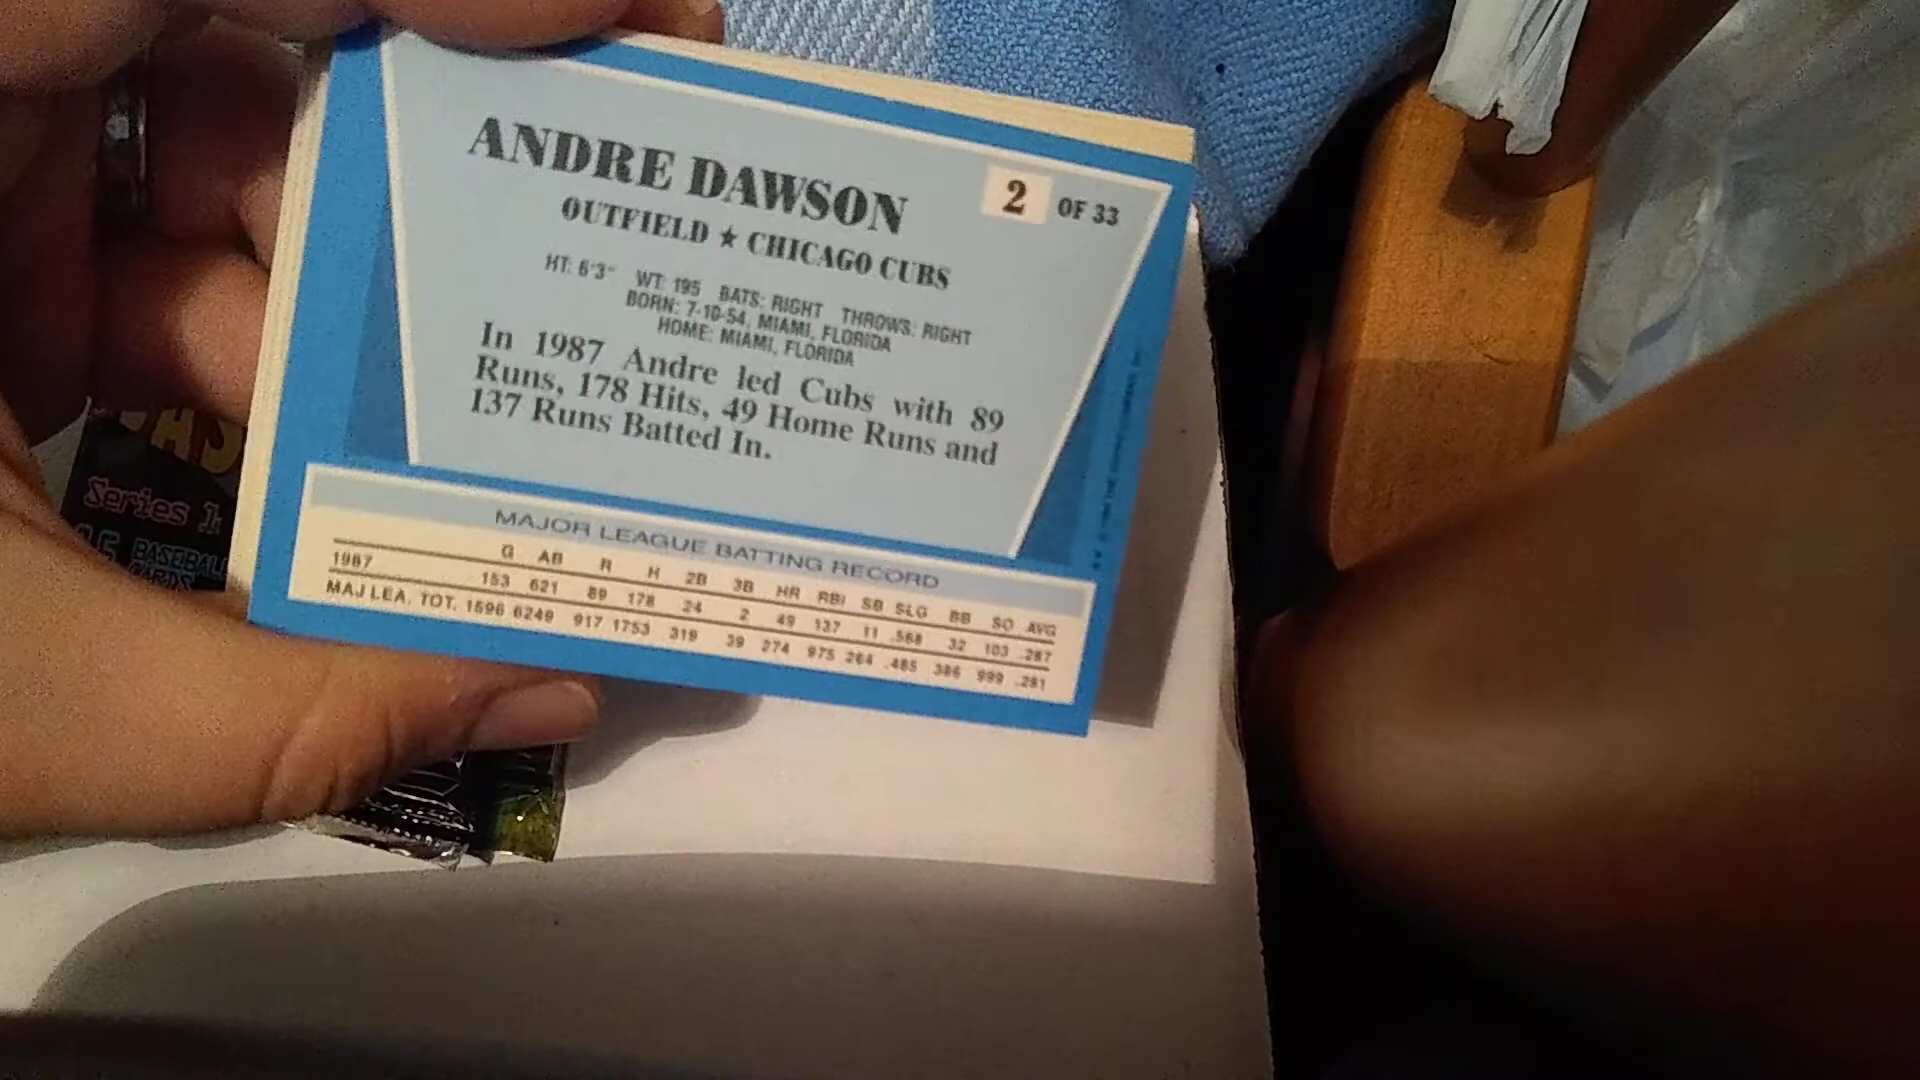 ANDRE DAWSON
2 OF 33
OUTFIELD ★ CHICAGO CUBS
HT: 6'3" WT: 195 BATS: RIGHT THROWS: RIGHT
BORN: 7-10-54, MIAMI, FLORIDA
HOME: MIAMI, FLORIDA
In 1987 Andre led Cubs with 89
Runs, 178 Hits, 49 Home Runs and
137 Runs Batted In.
MAJOR LEAGUE BATTING RECORD
G AB R H 2B 3B HR RBI SB SLG BB SO AVG
1987 153 621 89 178 24 2 49 137 11 .568 32 103 .287
MAJ LEA. TOT. 1596 6249 917 1753 319 39 274 975 264 .485 386 999 .281
Series 1
15 BASEBALL
CARDS